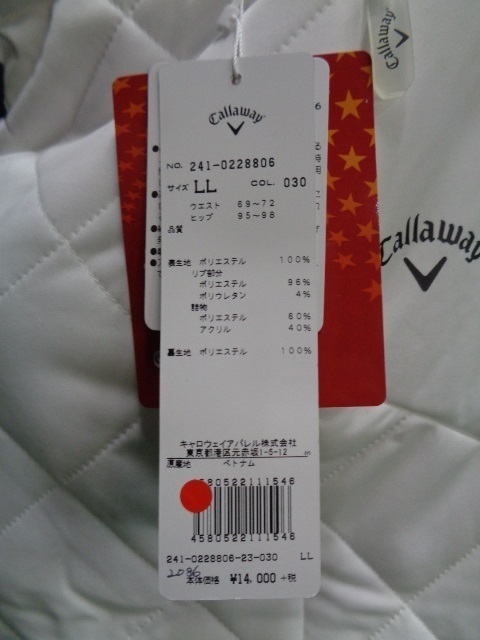 Callaway
Callaway
Callaway
NO. 241-0228806
サイズ LL COL. 030
ウエスト 69~72
ヒップ 95~98
品質
表生地 ポリエステル 100%
リブ部分
ポリエステル 96%
ポリウレタン 4%
詰物
ポリエステル 60%
アクリル 40%
裏生地 ポリエステル 100%
キャロウェイアパレル株式会社
東京都港区元赤坂1-5-12
原産地 ベトナム
580522111546
4580522111546
241-0228806-23-030 LL
本体価格 ¥14,000 +税